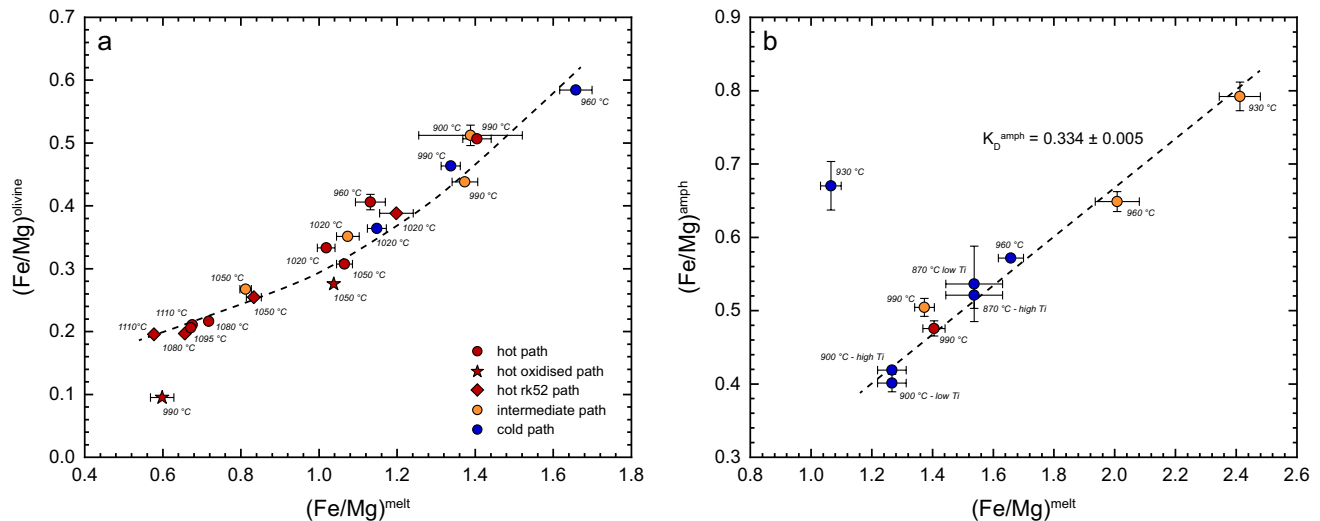 a
(Fe/Mg)olivine
0.7
0.6
0.5
0.4
0.3
0.2
0.1
0.0
960 °C
900 °C
990 °C
990 °C
990 °C
960 °C
1020 °C
1020 °C
1020 °C
1020 °C
1050 °C
1050 °C
1050 °C
1050 °C
1110 °C
1110°C
1080 °C
1095 °C
1080 °C
990 °C
hot path
hot oxidised path
hot rk52 path
intermediate path
cold path
0.4 0.6 0.8 1.0 1.2 1.4 1.6 1.8
(Fe/Mg)melt
b
(Fe/Mg)amph
0.9
0.8
0.7
0.6
0.5
0.4
0.3
930 °C
KDamph = 0.334 ± 0.005
930 °C
960 °C
960 °C
870 °C low Ti
870 °C - high Ti
990 °C
990 °C
900 °C - high Ti
900 °C - low Ti
1.0 1.2 1.4 1.6 1.8 2.0 2.2 2.4 2.6
(Fe/Mg)melt